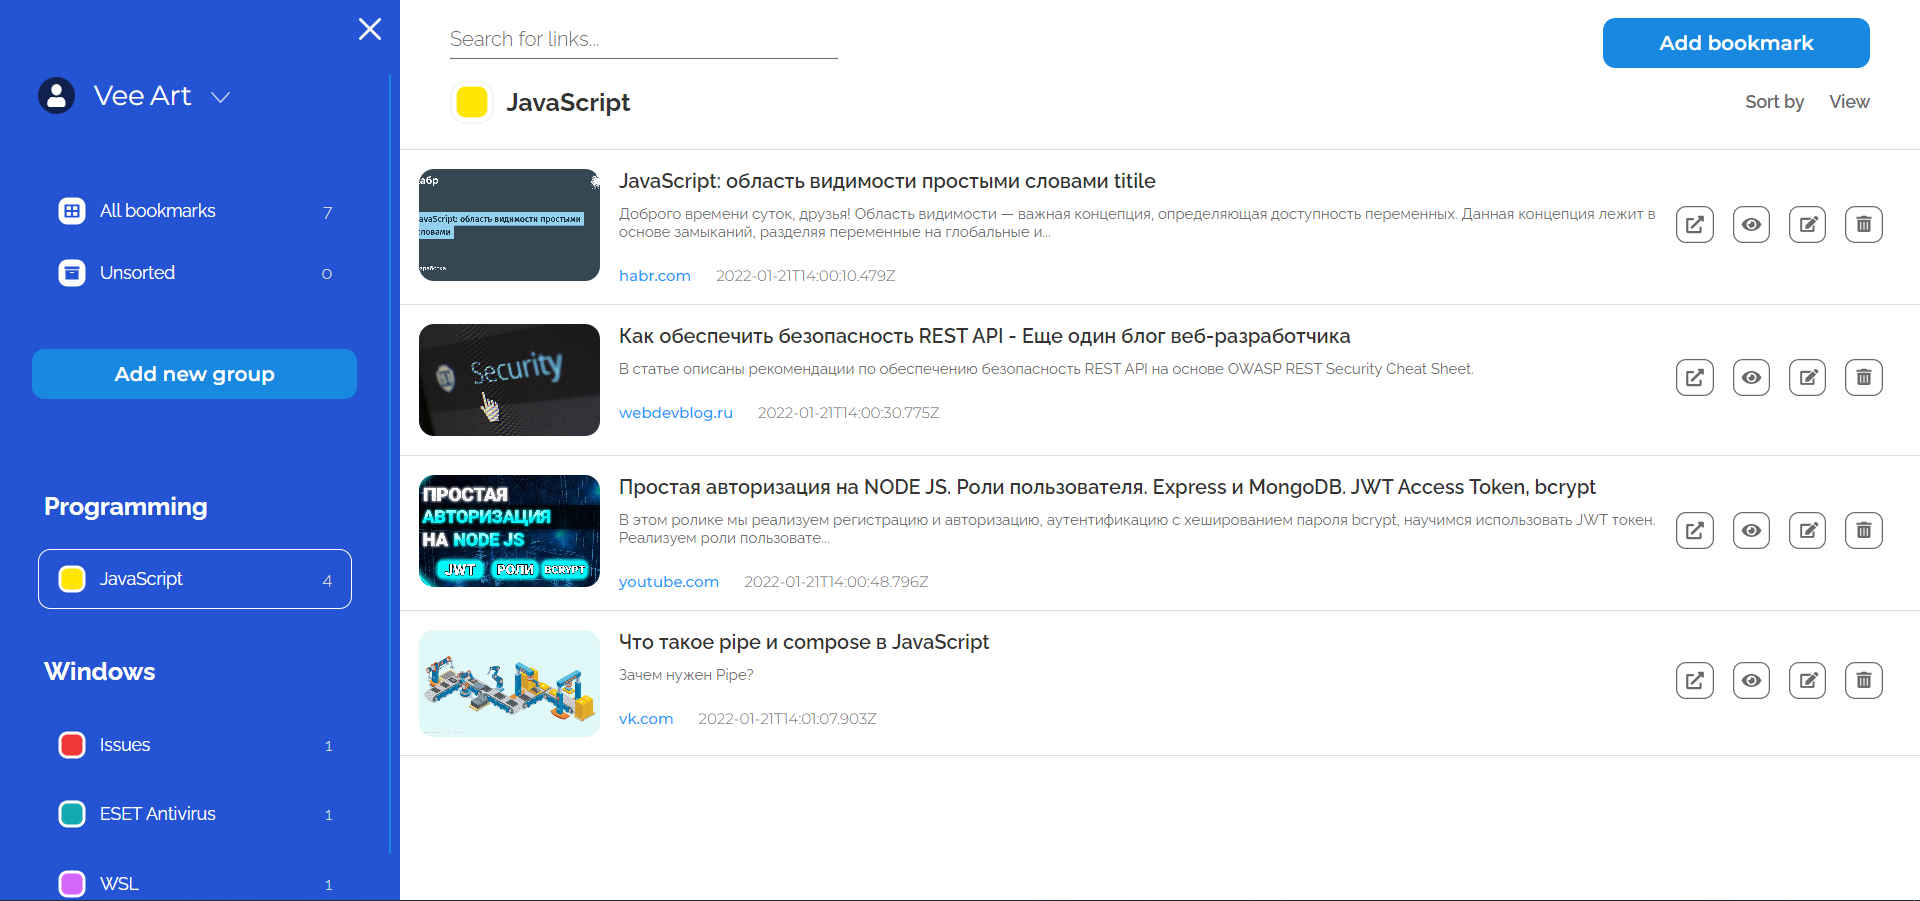 Vee Art
All bookmarks 7
Unsorted 0
Add new group
Programming
JavaScript 4
Windows
Issues 1
ESET Antivirus 1
WSL 1
Search for links...
Add bookmark
JavaScript
Sort by View
абр
avaScript: область видимости простыми
ловами
JavaScript: область видимости простыми словами titile
Доброго времени суток, друзья! Область видимости — важная концепция, определяющая доступность переменных. Данная концепция лежит в
основе замыканий, разделяя переменные на глобальные и...
habr.com 2022-01-21T14:00:10.479Z
Security
Как обеспечить безопасность REST API - Еще один блог веб-разработчика
В статье описаны рекомендации по обеспечению безопасность REST API на основе OWASP REST Security Cheat Sheet.
webdevblog.ru 2022-01-21T14:00:30.775Z
ПРОСТАЯ
АВТОРИЗАЦИЯ
НА NODE JS
JWT РОЛИ BCRYPT
Простая авторизация на NODE JS. Роли пользователя. Express и MongoDB. JWT Access Token, bcrypt
В этом ролике мы реализуем регистрацию и авторизацию, аутентификацию с хешированием пароля bcrypt, научимся использовать JWT токен.
Реализуем роли пользовате...
youtube.com 2022-01-21T14:00:48.796Z
Что такое pipe и compose в JavaScript
Зачем нужен Pipe?
vk.com 2022-01-21T14:01:07.903Z